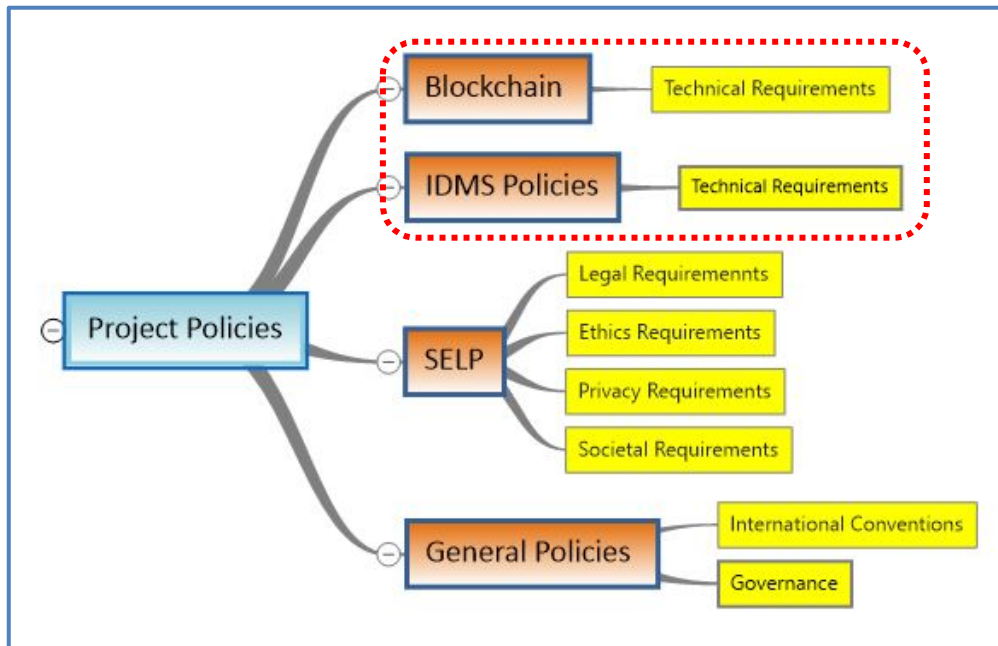 Blockchain
Technical Requirements
IDMS Policies
Technical Requirements
Project Policies
SELP
Legal Requiremennts
Ethics Requirements
Privacy Requirements
Societal Requirements
General Policies
International Conventions
Governance